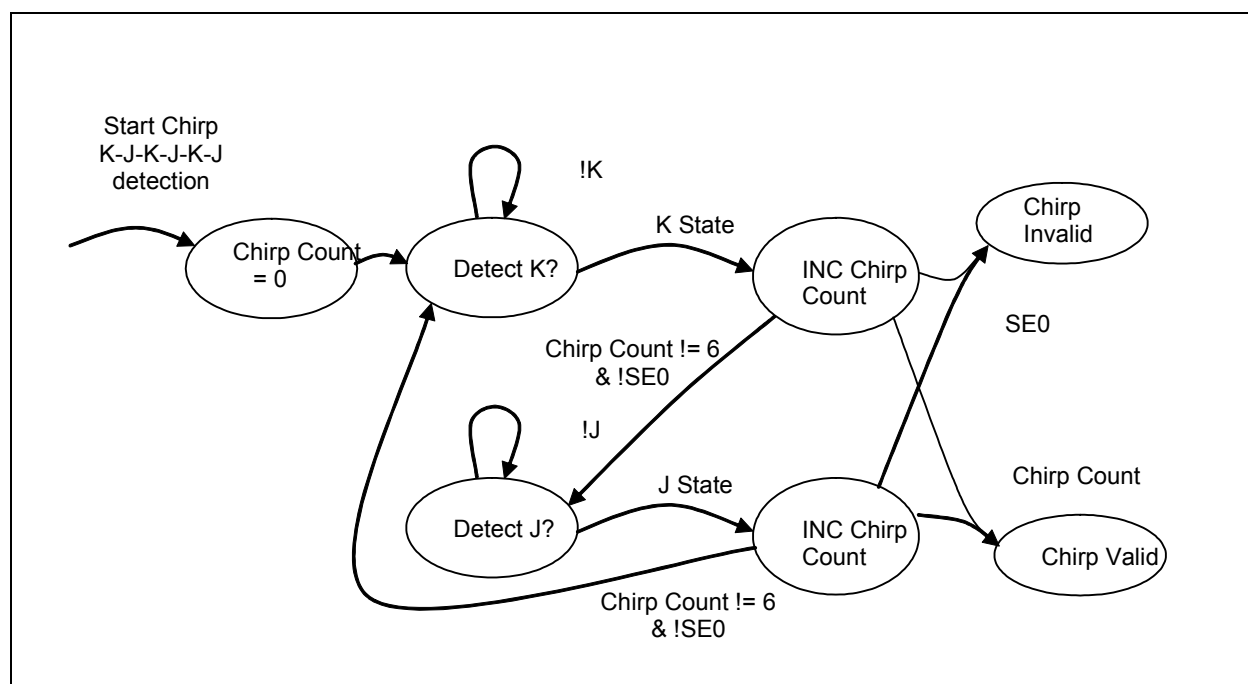 Start Chirp
K-J-K-J-K-J
detection
Chirp Count
= 0
!K
Detect K?
K State
INC Chirp
Count
Chirp
Invalid
SE0
Chirp Count != 6
& !SE0
!J
Detect J?
J State
INC Chirp
Count
Chirp Count
Chirp Valid
Chirp Count != 6
& !SE0